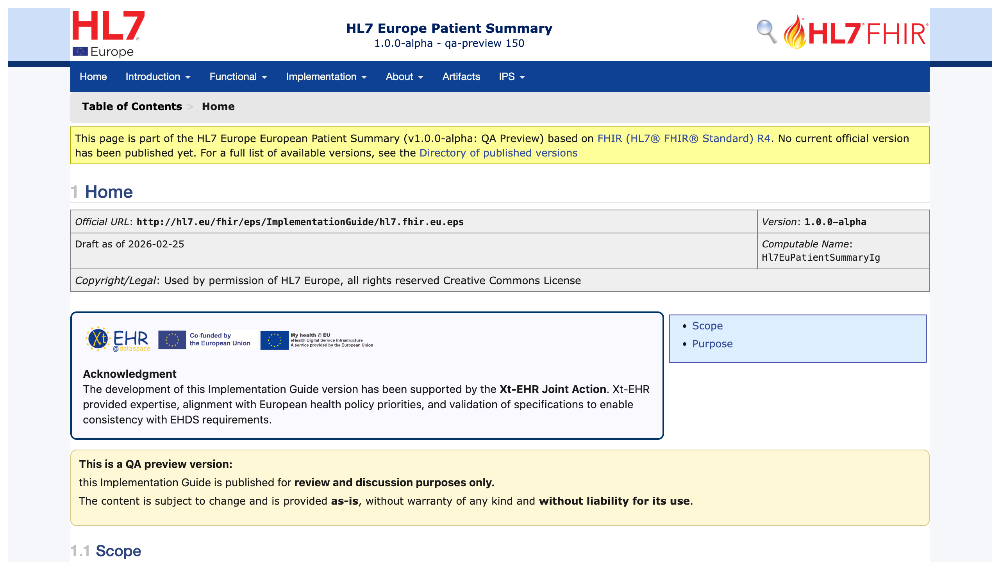 HL7®
Europe
HL7 Europe Patient Summary
1.0.0-alpha - qa-preview 150
® HL7® FHIR®
Home Introduction Functional Implementation About Artifacts IPS
Table of Contents > Home
This page is part of the HL7 Europe European Patient Summary (v1.0.0-alpha: QA Preview) based on FHIR (HL7® FHIR® Standard) R4. No current official version
has been published yet. For a full list of available versions, see the Directory of published versions
1 Home
Official URL: http://hl7.eu/fhir/eps/ImplementationGuide/hl7.fhir.eu.eps Version: 1.0.0-alpha
Draft as of 2026-02-25 Computable Name:
Hl7EuPatientSummaryIg
Copyright/Legal: Used by permission of HL7 Europe, all rights reserved Creative Commons License
Xt EHR
@dataspace
Co-funded by
the European Union
My health @ EU
eHealth Digital Service Infrastructure
A service provided by the European Union
Acknowledgment
The development of this Implementation Guide version has been supported by the Xt-EHR Joint Action. Xt-EHR
provided expertise, alignment with European health policy priorities, and validation of specifications to enable
consistency with EHDS requirements.
• Scope
• Purpose
This is a QA preview version:
this Implementation Guide is published for review and discussion purposes only.
The content is subject to change and is provided as-is, without warranty of any kind and without liability for its use.
1.1 Scope